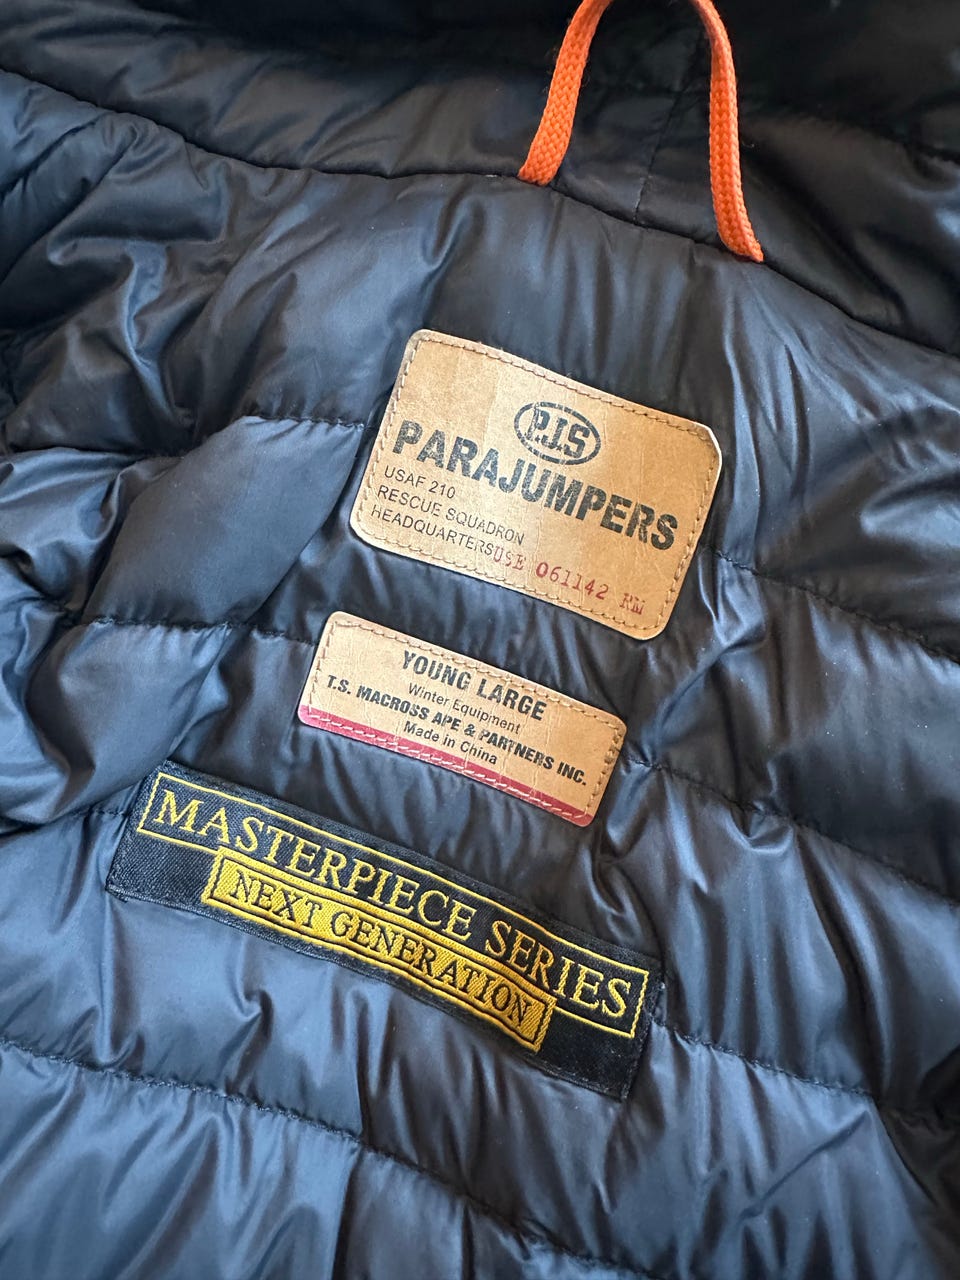 P.J.S
PARAJUMPERS
USAF 210
RESCUE SQUADRON
HEADQUARTERSUSE 061142 RM
YOUNG LARGE
Winter Equipment
T.S. MACROSS APE & PARTNERS INC.
Made in China
MASTERPIECE SERIES
NEXT GENERATION